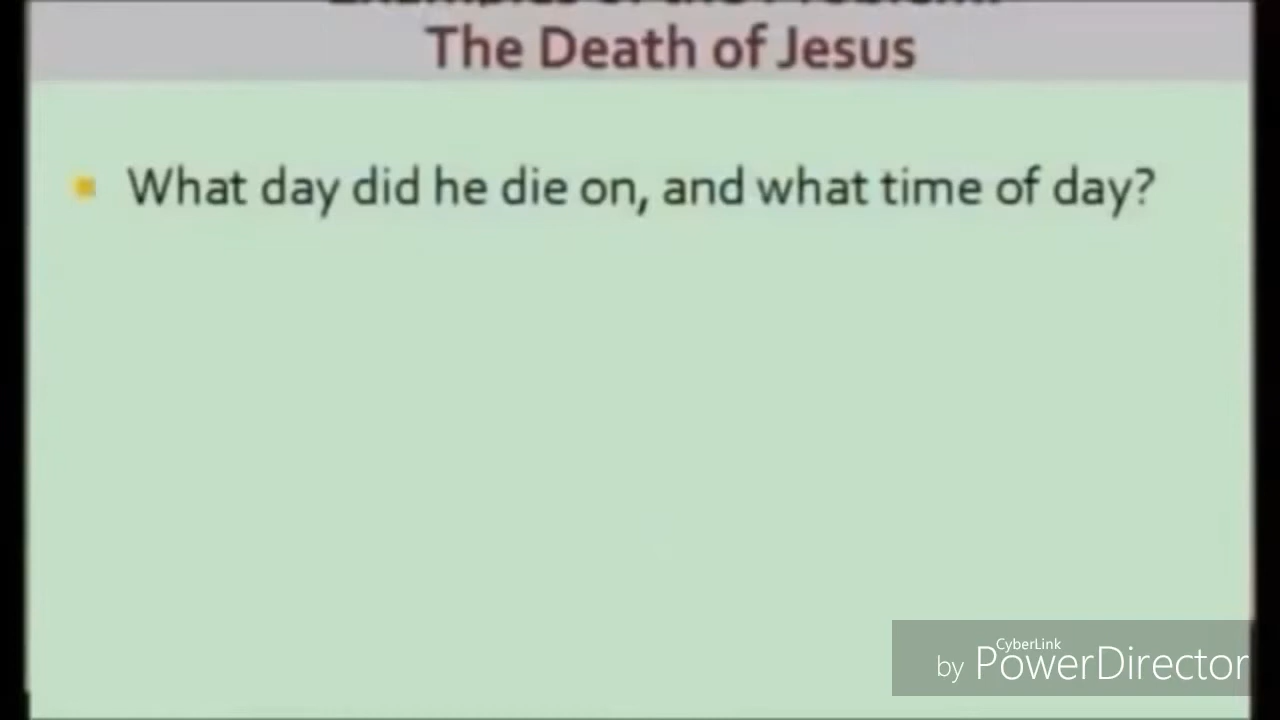 The Death of Jesus
What day did he die on, and what time of day?
CyberLink
by PowerDirector